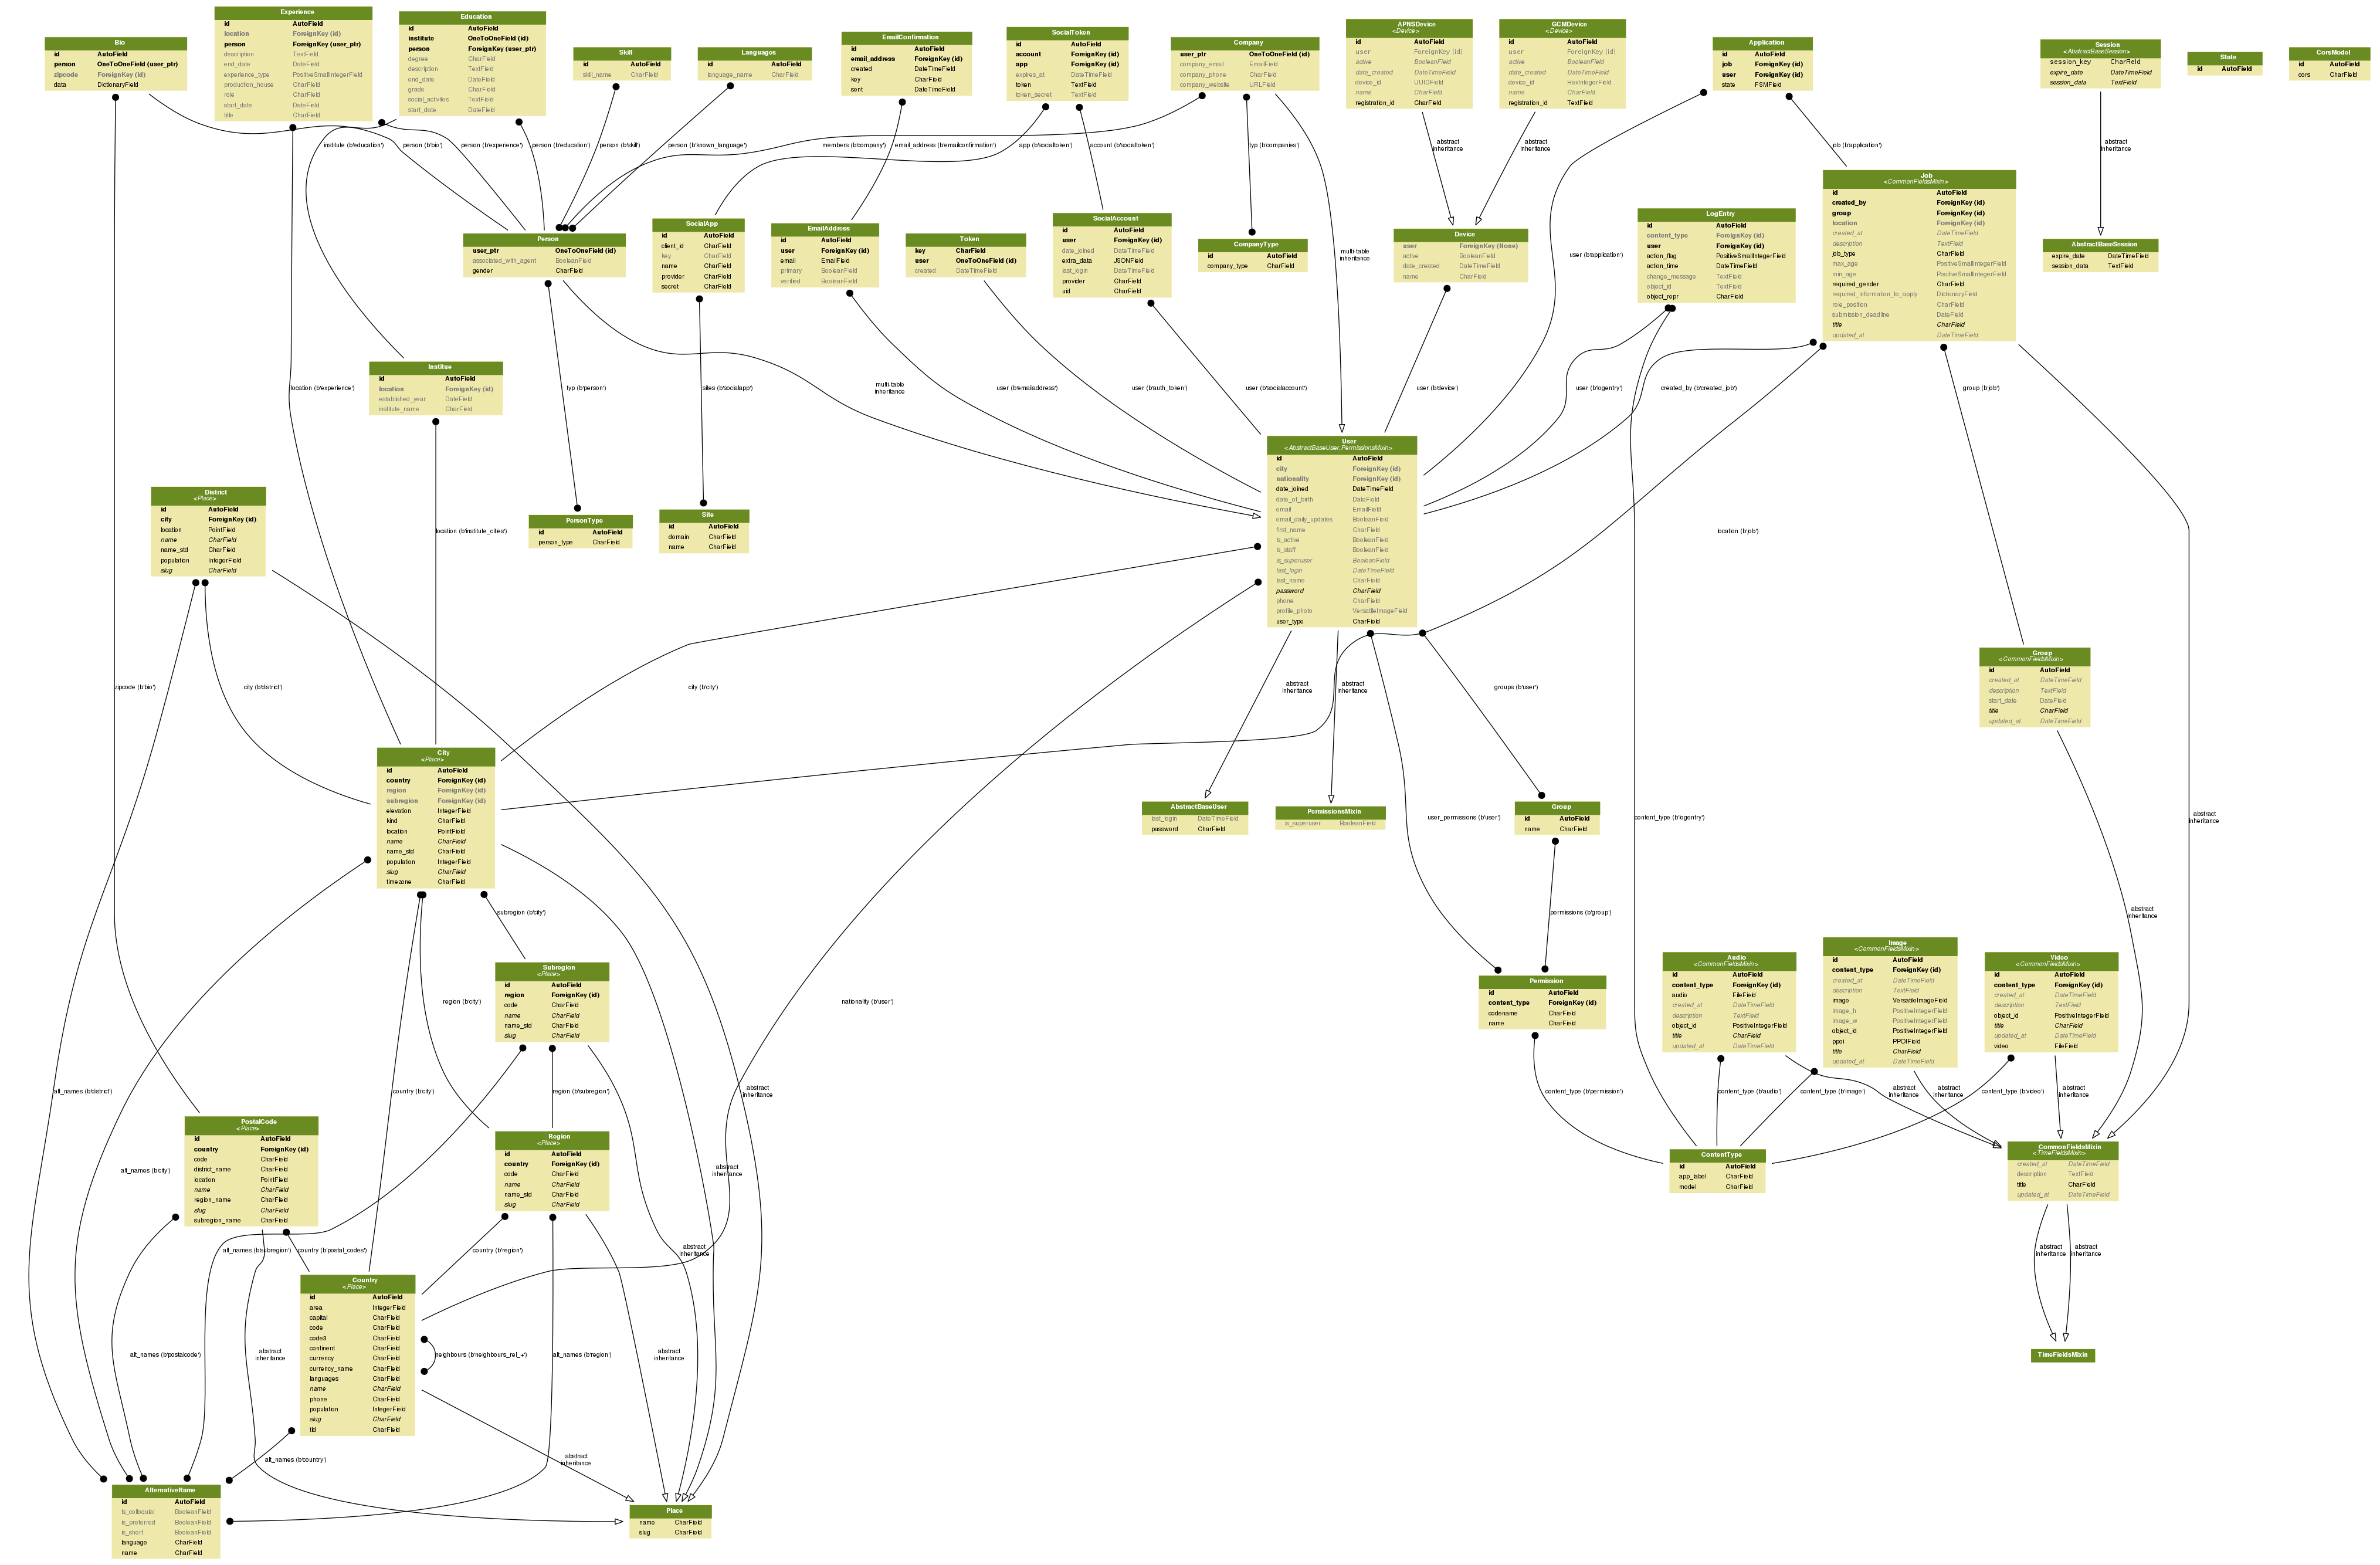 Bio
id AutoField
person OneToOneField (user_ptr)
zipcode ForeignKey (id)
data DictionaryField
Experience
id AutoField
location ForeignKey (id)
person ForeignKey (user_ptr)
description TextField
end_date DateField
experience_type PositiveSmallIntegerField
production_house CharField
role CharField
start_date DateField
title CharField
Education
id AutoField
institute OneToOneField (id)
person ForeignKey (user_ptr)
degree CharField
description TextField
end_date DateField
grade CharField
social_activites TextField
start_date DateField
Skill
id AutoField
skill_name CharField
Languages
id AutoField
language_name CharField
EmailConfirmation
id AutoField
email_address ForeignKey (id)
created DateTimeField
key CharField
sent DateTimeField
SocialToken
id AutoField
account ForeignKey (id)
app ForeignKey (id)
expires_at DateTimeField
token TextField
token_secret TextField
Company
user_ptr OneToOneField (id)
company_email EmailField
company_phone CharField
company_website URLField
APNSDevice
<Device>
id AutoField
user ForeignKey (id)
active BooleanField
date_created DateTimeField
device_id UUIDField
name CharField
registration_id CharField
GCMDevice
<Device>
id AutoField
user ForeignKey (id)
active BooleanField
date_created DateTimeField
device_id HexIntegerField
name CharField
registration_id TextField
Application
id AutoField
job ForeignKey (id)
user ForeignKey (id)
state FSMField
Session
<AbstractBaseSession>
session_key CharField
expire_date DateTimeField
session_data TextField
State
id AutoField
CorsModel
id AutoField
cors CharField
institute (b'education')
person (b'bio')
person (b'experience')
person (b'education')
person (b'skill')
person (b'known_language')
members (b'company')
email_address (b'emailconfirmation')
app (b'socialtoken')
account (b'socialtoken')
typ (b'companies')
abstract
inheritance
abstract
inheritance
job (b'application')
abstract
inheritance
Person
user_ptr OneToOneField (id)
associated_with_agent BooleanField
gender CharField
SocialApp
id AutoField
client_id CharField
key CharField
name CharField
provider CharField
secret CharField
EmailAddress
id AutoField
user ForeignKey (id)
email EmailField
primary BooleanField
verified BooleanField
Token
key CharField
user OneToOneField (id)
created DateTimeField
SocialAccount
id AutoField
user ForeignKey (id)
date_joined DateTimeField
extra_data JSONField
last_login DateTimeField
provider CharField
uid CharField
CompanyType
id AutoField
company_type CharField
multi-table
inheritance
Device
user ForeignKey (None)
active BooleanField
date_created DateTimeField
name CharField
user (b'application')
LogEntry
id AutoField
content_type ForeignKey (id)
user ForeignKey (id)
action_flag PositiveSmallIntegerField
action_time DateTimeField
change_message TextField
object_id TextField
object_repr CharField
Job
<CommonFieldsMixin>
id AutoField
created_by ForeignKey (id)
group ForeignKey (id)
location ForeignKey (id)
created_at DateTimeField
description TextField
job_type CharField
max_age PositiveSmallIntegerField
min_age PositiveSmallIntegerField
required_gender CharField
required_information_to_apply DictionaryField
role_position CharField
submission_deadline DateField
title CharField
updated_at DateTimeField
AbstractBaseSession
expire_date DateTimeField
session_data TextField
Institue
id AutoField
location ForeignKey (id)
established_year DateField
institute_name CharField
location (b'experience')
typ (b'person')
sites (b'socialapp')
multi-table
inheritance
user (b'emailaddress')
user (b'auth_token')
user (b'socialaccount')
user (b'device')
user (b'logentry')
created_by (b'created_job')
group (b'job')
District
<Place>
id AutoField
city ForeignKey (id)
location PointField
name CharField
name_std CharField
population IntegerField
slug CharField
location (b'institute_cities')
PersonType
id AutoField
person_type CharField
Site
id AutoField
domain CharField
name CharField
User
<AbstractBaseUser,PermissionsMixin>
id AutoField
city ForeignKey (id)
nationality ForeignKey (id)
date_joined DateTimeField
date_of_birth DateField
email EmailField
email_daily_updates BooleanField
first_name CharField
is_active BooleanField
is_staff BooleanField
is_superuser BooleanField
last_login DateTimeField
last_name CharField
password CharField
phone CharField
profile_photo VersatileImageField
user_type CharField
location (b'job')
zipcode (b'bio')
city (b'district')
city (b'city')
abstract
inheritance
abstract
inheritance
groups (b'user')
Group
<CommonFieldsMixin>
id AutoField
created_at DateTimeField
description TextField
start_date DateField
title CharField
updated_at DateTimeField
City
<Place>
id AutoField
country ForeignKey (id)
region ForeignKey (id)
subregion ForeignKey (id)
elevation IntegerField
kind CharField
location PointField
name CharField
name_std CharField
population IntegerField
slug CharField
timezone CharField
AbstractBaseUser
last_login DateTimeField
password CharField
PermissionsMixin
is_superuser BooleanField
user_permissions (b'user')
Group
id AutoField
name CharField
content_type (b'logentry')
abstract
inheritance
subregion (b'city')
permissions (b'group')
abstract
inheritance
Subregion
<Place>
id AutoField
region ForeignKey (id)
code CharField
name CharField
name_std CharField
slug CharField
region (b'city')
nationality (b'user')
Permission
id AutoField
content_type ForeignKey (id)
codename CharField
name CharField
Audio
<CommonFieldsMixin>
id AutoField
content_type ForeignKey (id)
audio FileField
created_at DateTimeField
description TextField
object_id PositiveIntegerField
title CharField
updated_at DateTimeField
Image
<CommonFieldsMixin>
id AutoField
content_type ForeignKey (id)
created_at DateTimeField
description TextField
image VersatileImageField
image_h PositiveIntegerField
image_w PositiveIntegerField
object_id PositiveIntegerField
ppoi PPOIField
title CharField
updated_at DateTimeField
Video
<CommonFieldsMixin>
id AutoField
content_type ForeignKey (id)
created_at DateTimeField
description TextField
object_id PositiveIntegerField
title CharField
updated_at DateTimeField
video FileField
alt_names (b'district')
country (b'city')
region (b'subregion')
abstract
inheritance
content_type (b'permission')
content_type (b'audio')
content_type (b'image')
abstract
inheritance
abstract
inheritance
content_type (b'video')
abstract
inheritance
PostalCode
<Place>
id AutoField
country ForeignKey (id)
code CharField
district_name CharField
location PointField
name CharField
region_name CharField
slug CharField
subregion_name CharField
alt_names (b'city')
Region
<Place>
id AutoField
country ForeignKey (id)
code CharField
name CharField
name_std CharField
slug CharField
abstract
inheritance
ContentType
id AutoField
app_label CharField
model CharField
CommonFieldsMixin
<TimeFieldsMixin>
created_at DateTimeField
description TextField
title CharField
updated_at DateTimeField
alt_names (b'subregion')
country (b'postal_codes')
country (b'region')
abstract
inheritance
abstract
inheritance
abstract
inheritance
Country
<Place>
id AutoField
area IntegerField
capital CharField
code CharField
code3 CharField
continent CharField
currency CharField
currency_name CharField
languages CharField
name CharField
phone CharField
population IntegerField
slug CharField
tld CharField
alt_names (b'postalcode')
abstract
inheritance
neighbours (b'neighbours_rel_+')
alt_names (b'region')
abstract
inheritance
TimeFieldsMixin
alt_names (b'country')
abstract
inheritance
AlternativeName
id AutoField
is_colloquial BooleanField
is_preferred BooleanField
is_short BooleanField
language CharField
name CharField
Place
name CharField
slug CharField